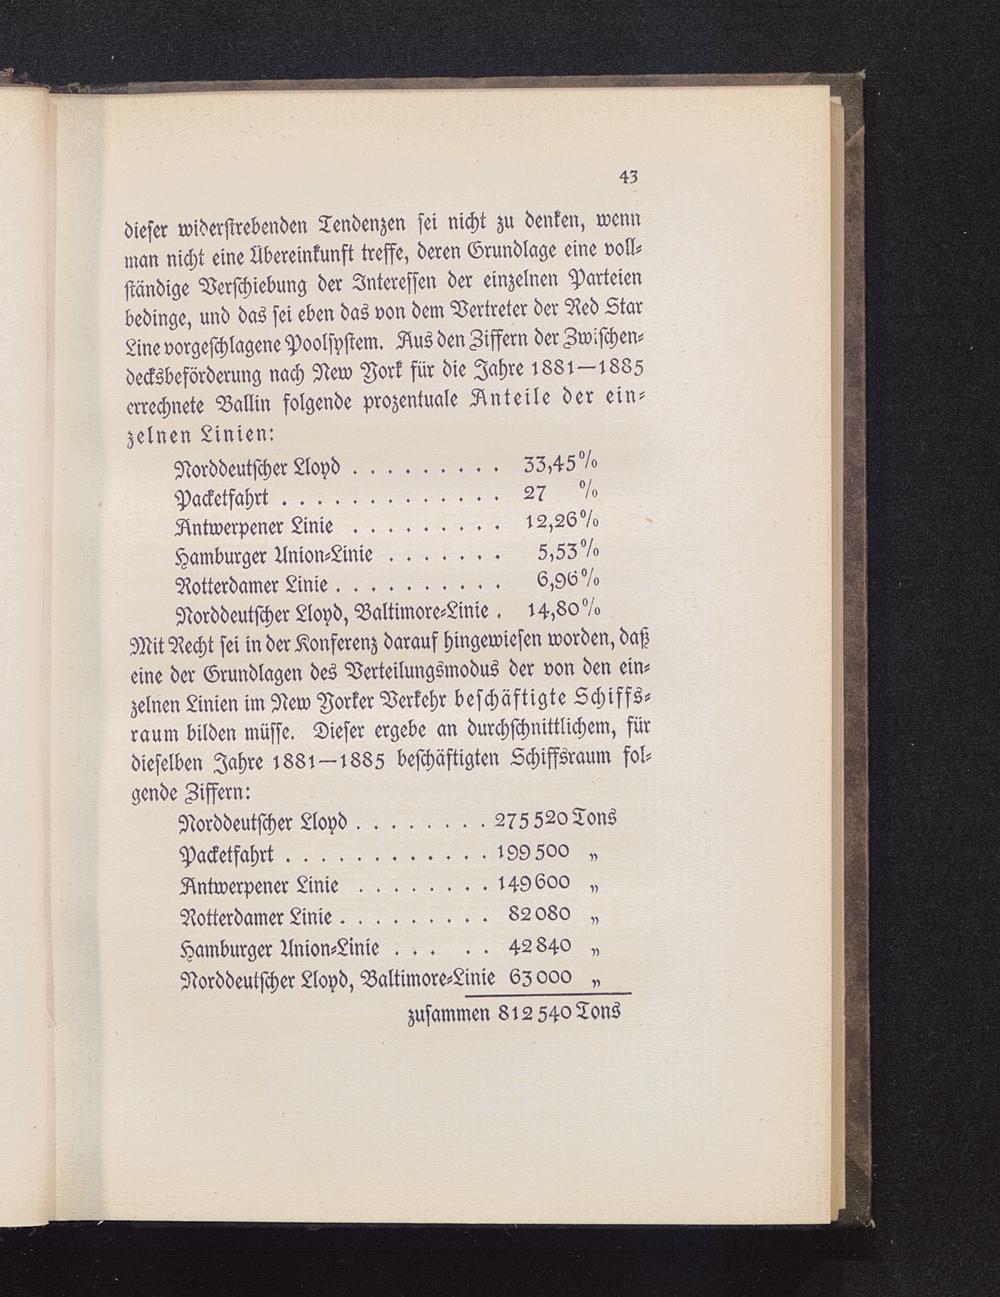 43
dieſer widerſtrebenden Tendenzen ſei nicht zu denken, wenn
man nicht eine Übereinkunft treffe, deren Grundlage eine voll-
ſtändige Verſchiebung der Intereſſen der einzelnen Parteien
bedinge, und das ſei eben das von dem Vertreter der Red Star
Line vorgeſchlagene Poolſyſtem. Aus den Ziffern der Zwiſchen-
decksbeförderung nach New York für die Jahre 1881—1885
errechnete Ballin folgende prozentuale Anteile der ein-
zelnen Linien:
Norddeutſcher Lloyd . . . . . . . . . 33,45%
Packetfahrt . . . . . . . . . . . . . 27 %
Antwerpener Linie . . . . . . . . . 12,26%
Hamburger Union-Linie . . . . . . . 5,53%
Rotterdamer Linie . . . . . . . . . . 6,96%
Norddeutſcher Lloyd, Baltimore-Linie . 14,80%
Mit Recht ſei in der Konferenz darauf hingewieſen worden, daß
eine der Grundlagen des Verteilungsmodus der von den ein-
zelnen Linien im New Yorker Verkehr beſchäftigte Schiffs-
raum bilden müſſe. Dieſer ergebe an durchſchnittlichem, für
dieſelben Jahre 1881—1885 beſchäftigten Schiffsraum fol-
gende Ziffern:
Norddeutſcher Lloyd . . . . . . . . 275 520 Tons
Packetfahrt . . . . . . . . . . . . 199 500 „
Antwerpener Linie . . . . . . . . 149 600 „
Rotterdamer Linie . . . . . . . . . 82 080 „
Hamburger Union-Linie . . . . . 42 840 „
Norddeutſcher Lloyd, Baltimore-Linie 63 000 „
zuſammen 812 540 Tons